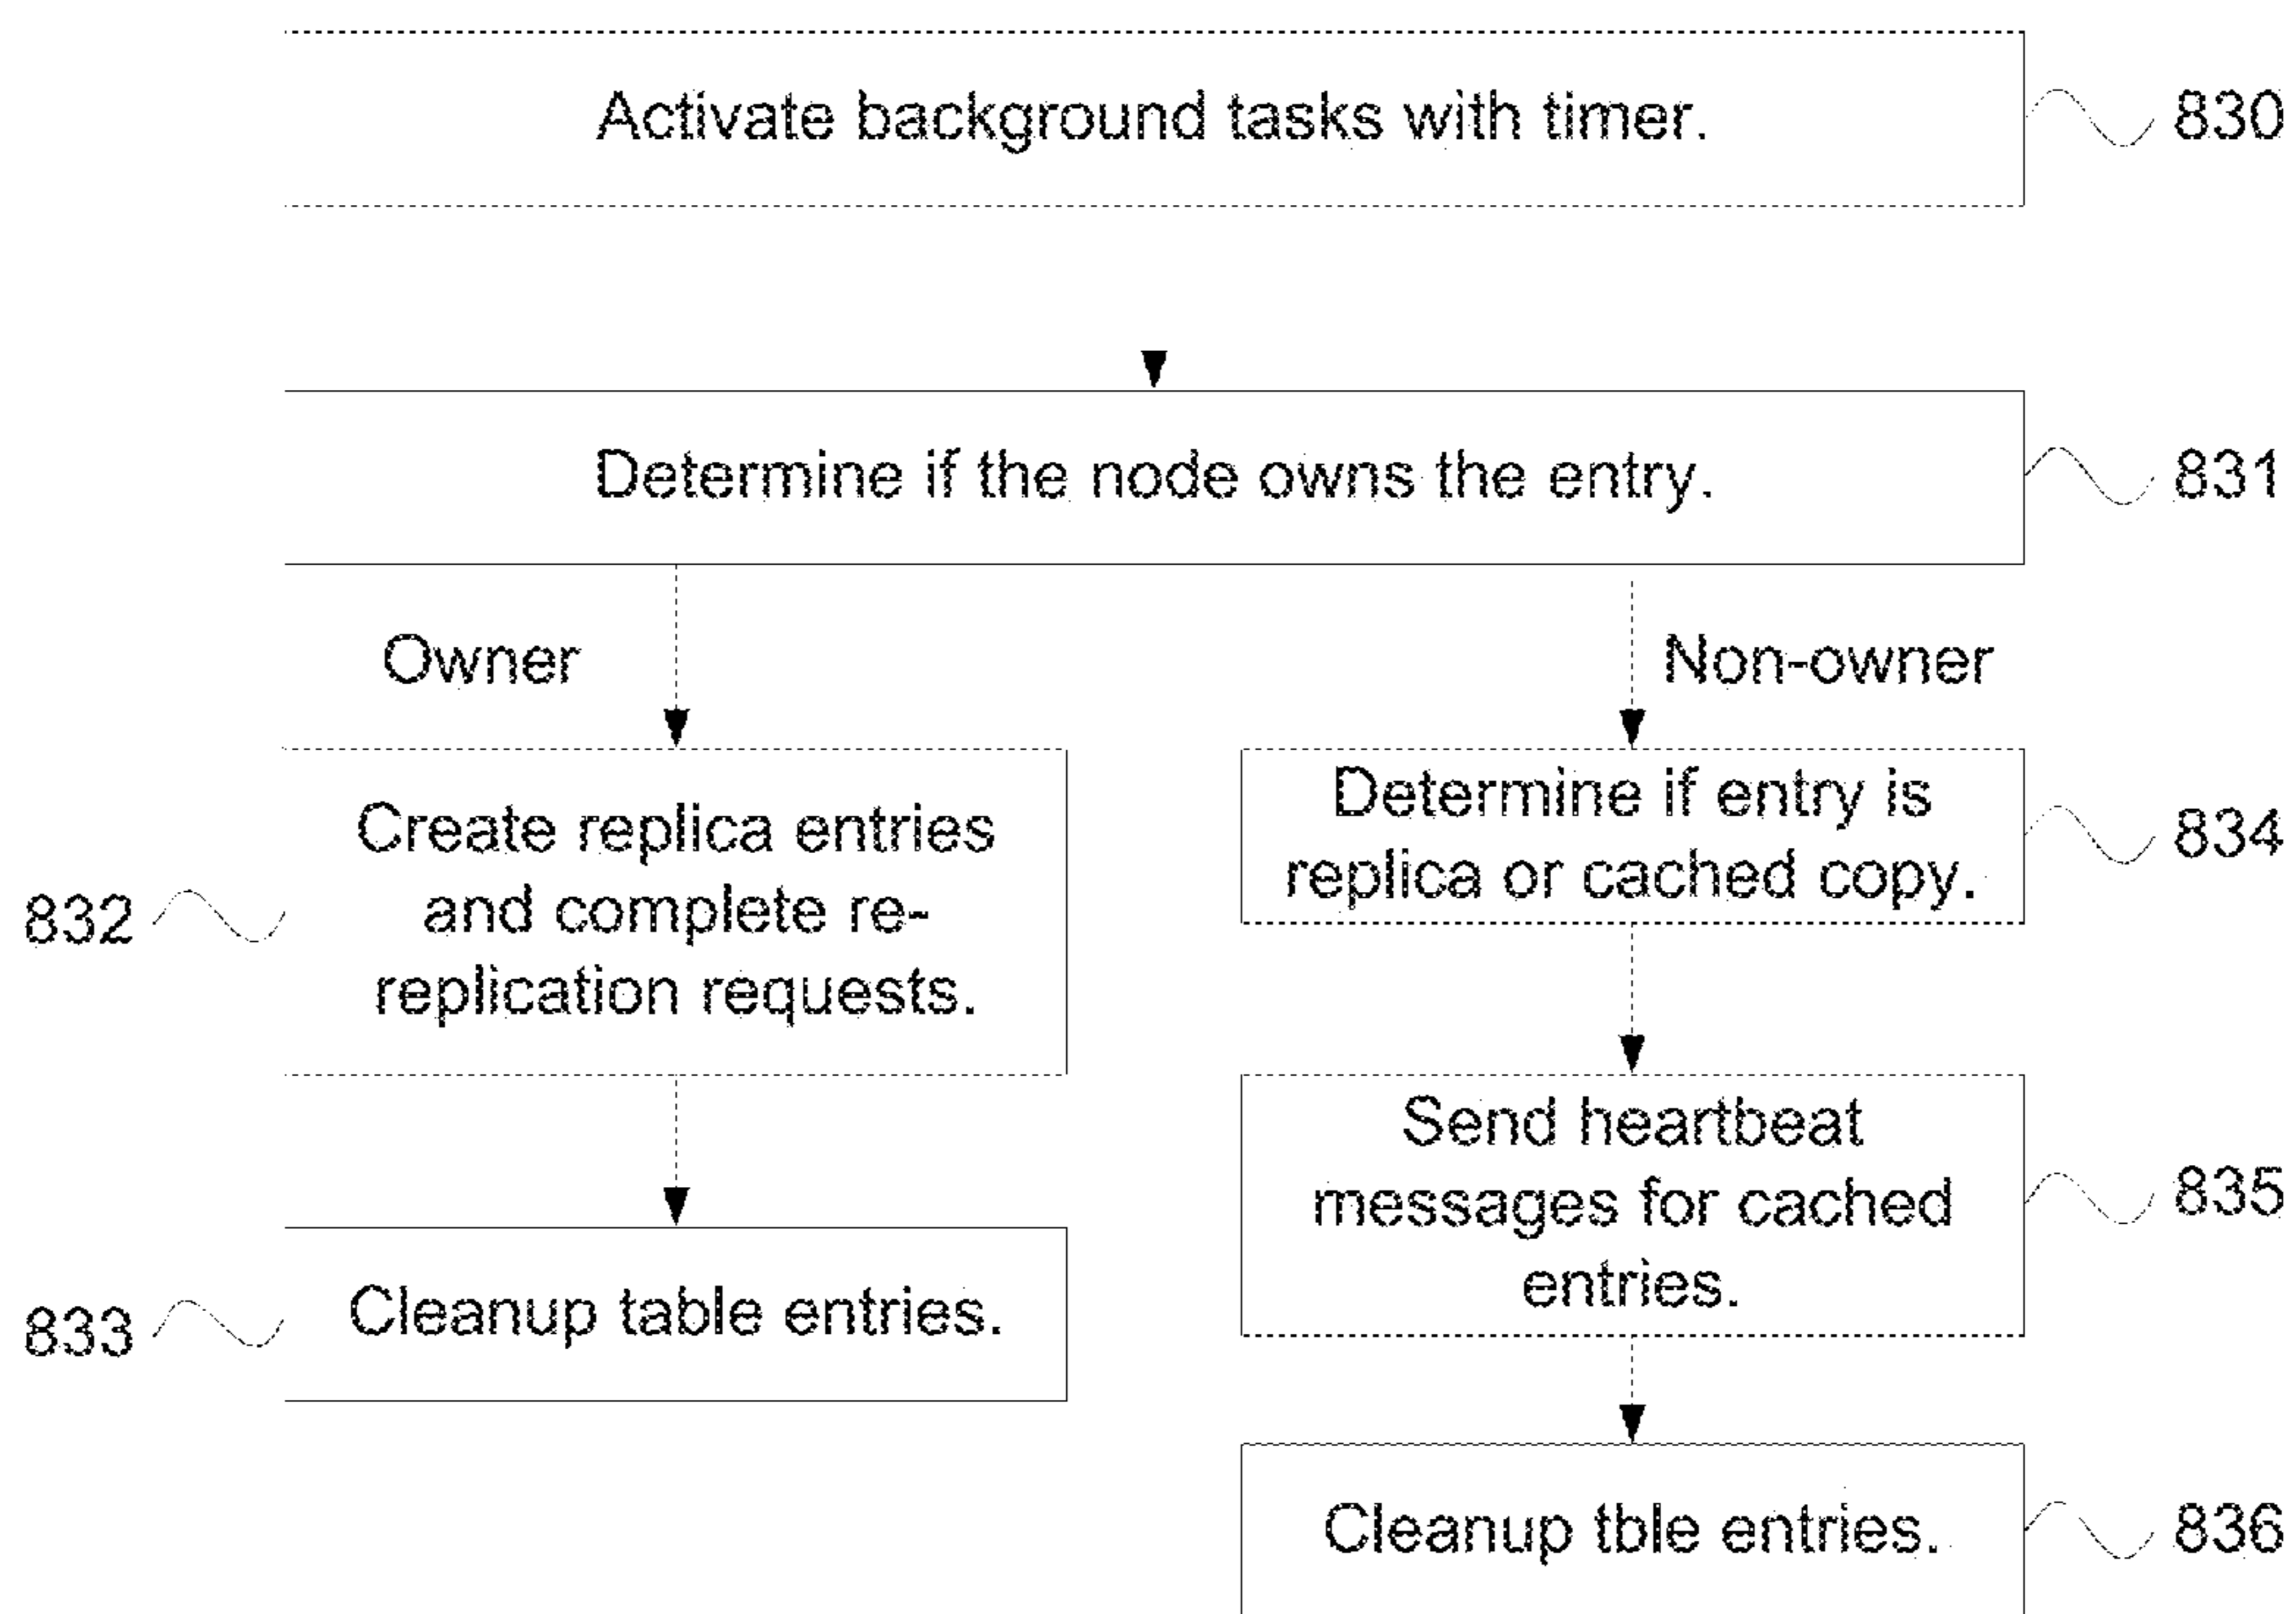 Activate background tasks with timer.
830
Determine if the node owns the entry.
831
Owner
Non-owner
Create replica entries
and complete re-
replication requests.
832
Determine if entry is
replica or cached copy.
834
Send heartbeat
messages for cached
entries.
835
Cleanup table entries.
833
Cleanup tble entries.
836